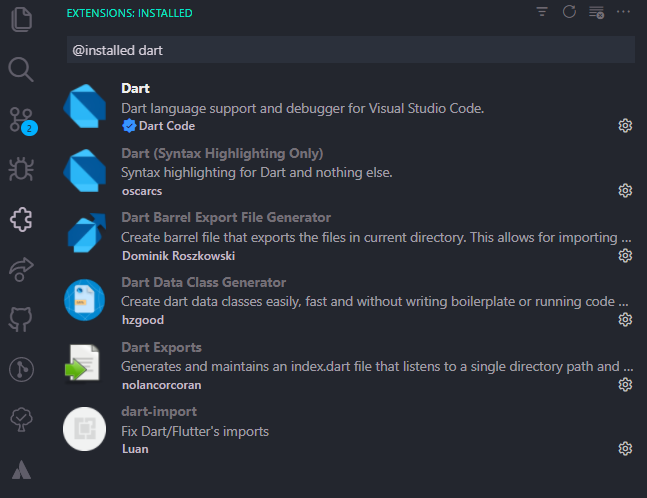 EXTENSIONS: INSTALLED
@installed dart
Dart
Dart language support and debugger for Visual Studio Code.
Dart Code
2
Dart (Syntax Highlighting Only)
Syntax highlighting for Dart and nothing else.
oscarcs
Dart Barrel Export File Generator
Create barrel file that exports the files in current directory. This allows for importing ...
Dominik Roszkowski
Dart Data Class Generator
Create dart data classes easily, fast and without writing boilerplate or running code ...
hzgood
Dart Exports
Generates and maintains an index.dart file that listens to a single directory path and ...
nolancorcoran
dart-import
Fix Dart/Flutter's imports
Luan